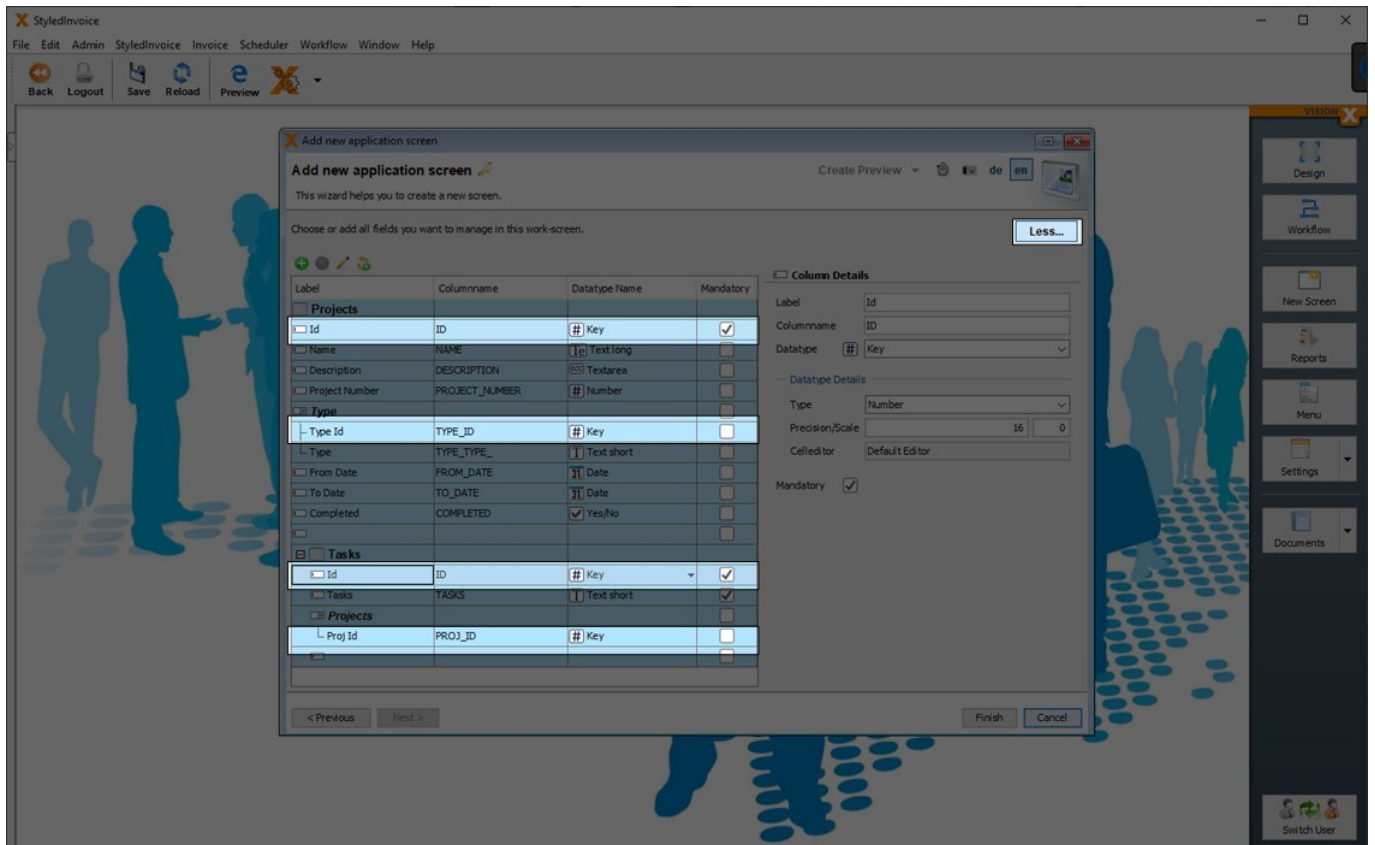 StyledInvoice
File Edit Admin StyledInvoice Invoice Scheduler Workflow Window Help
Back Logout Save Reload Preview
VISION X
Add new application screen
Add new application screen
Create Preview de en
This wizard helps you to create a new screen.
Choose or add all fields you want to manage in this work-screen.
Less...
Label Columnname Datatype Name Mandatory
Projects
Id ID # Key
Name NAME Te Text long
Description DESCRIPTION Textarea
Project Number PROJECT_NUMBER # Number
Type
Type Id TYPE_ID # Key
Type TYPE_TYPE_ T Text short
From Date FROM_DATE 31 Date
To Date TO_DATE 31 Date
Completed COMPLETED Yes/No
Tasks
Id ID # Key
Tasks TASKS T Text short
Projects
Proj Id PROJ_ID # Key
Column Details
Label Id
Columnname ID
Datatype # Key
Datatype Details
Type Number
Precision/Scale 16 0
Celleditor Default Editor
Mandatory
< Previous Next > Finish Cancel
Design
Workflow
New Screen
Reports
Menu
Settings
Documents
Switch User